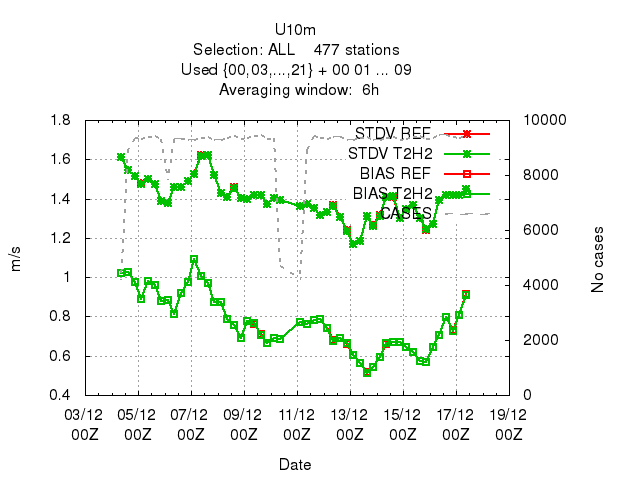 U10m
Selection: ALL    477 stations
Used {00,03,...,21} + 00 01 ... 09
Averaging window:  6h
1.8
1.6
1.4
1.2
1
0.8
0.6
0.4
m/s
10000
8000
6000
4000
2000
0
No cases
STDV REF
STDV T2H2
BIAS REF
BIAS T2H2
CASES
03/12 05/12 07/12 09/12 11/12 13/12 15/12 17/12 19/12
00Z 00Z 00Z 00Z 00Z 00Z 00Z 00Z 00Z
Date